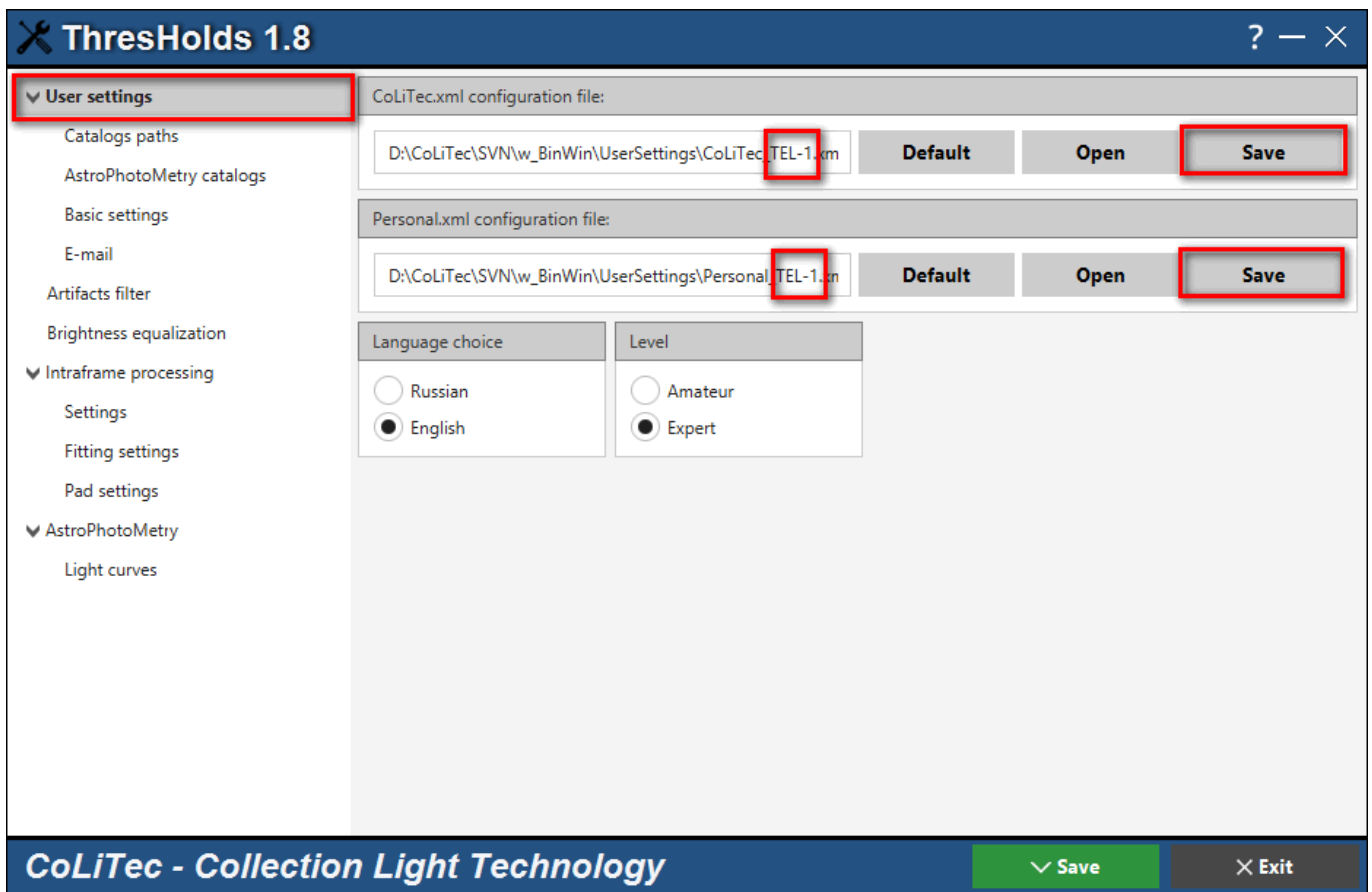 ThresHolds 1.8
?
User settings
Catalogs paths
AstroPhotoMetry catalogs
Basic settings
E-mail
Artifacts filter
Brightness equalization
Intraframe processing
Settings
Fitting settings
Pad settings
AstroPhotoMetry
Light curves
CoLiTec.xml configuration file:
D:\CoLiTec\SVN\w_BinWin\UserSettings\CoLiTec_TEL-1.xm
Default
Open
Save
Personal.xml configuration file:
D:\CoLiTec\SVN\w_BinWin\UserSettings\Personal_TEL-1.xm
Default
Open
Save
Language choice
Russian
English
Level
Amateur
Expert
CoLiTec - Collection Light Technology
Save
Exit